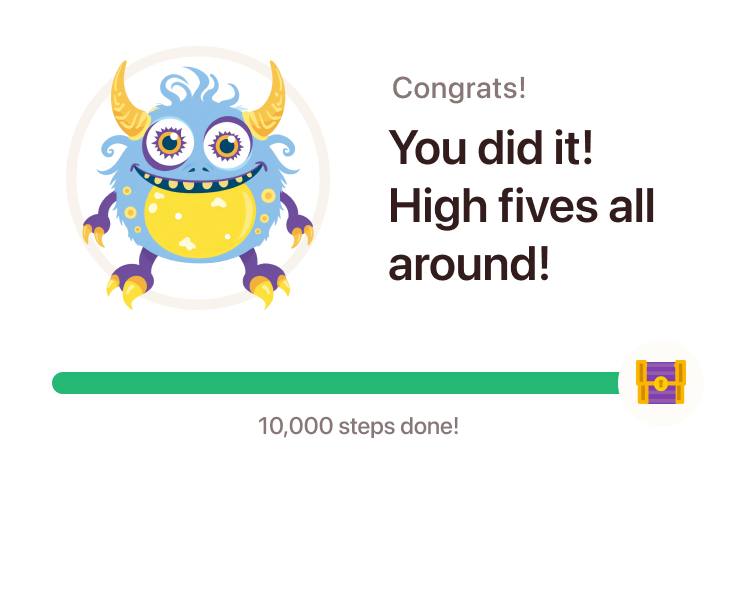 Congrats!
You did it!
High fives all
around!
10,000 steps done!